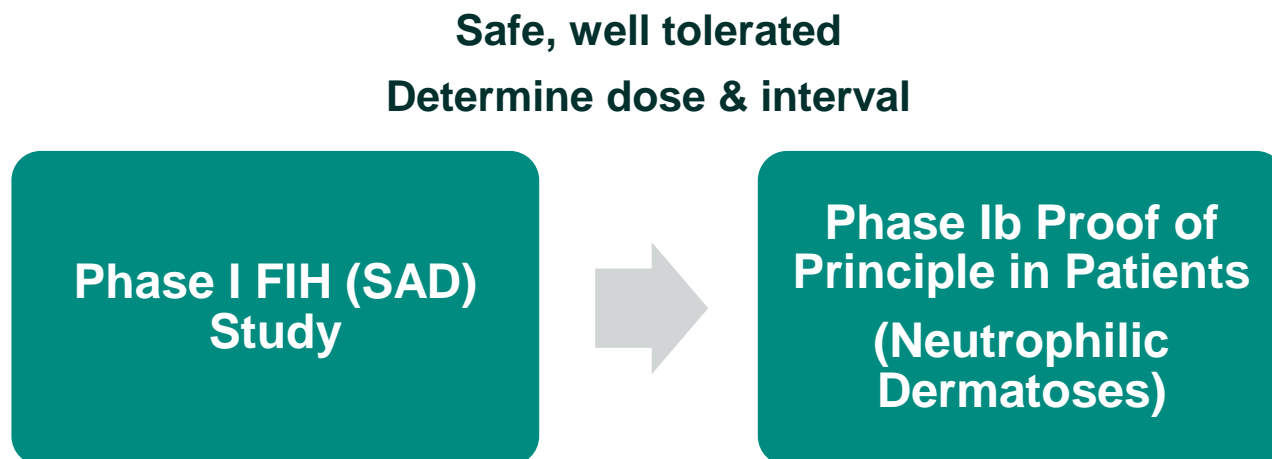 Safe, well tolerated
Determine dose & interval
Phase I FIH (SAD)
Study
Phase Ib Proof of
Principle in Patients
(Neutrophilic
Dermatoses)